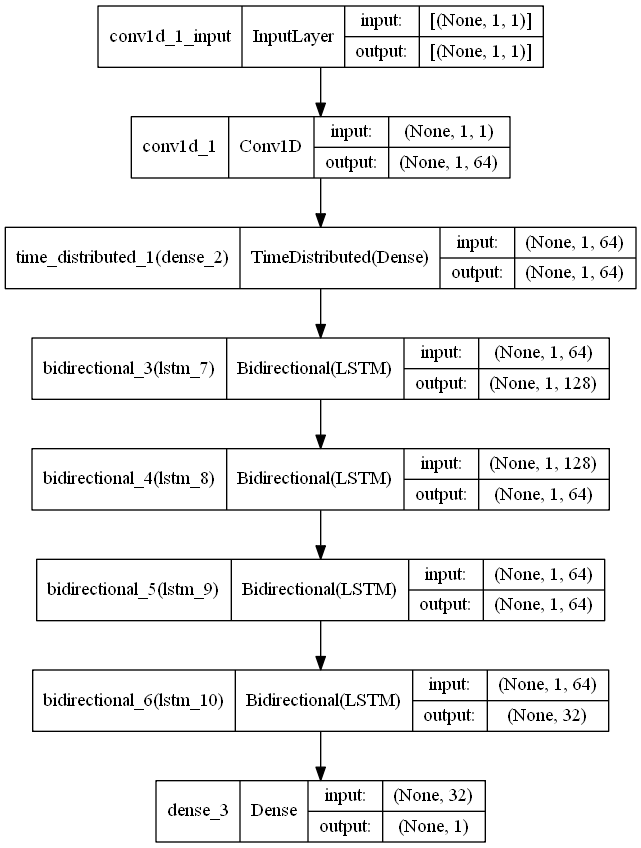 conv1d_1_input InputLayer input: [(None, 1, 1)]
output: [(None, 1, 1)]
conv1d_1 Conv1D input: (None, 1, 1)
output: (None, 1, 64)
time_distributed_1(dense_2) TimeDistributed(Dense) input: (None, 1, 64)
output: (None, 1, 64)
bidirectional_3(lstm_7) Bidirectional(LSTM) input: (None, 1, 64)
output: (None, 1, 128)
bidirectional_4(lstm_8) Bidirectional(LSTM) input: (None, 1, 128)
output: (None, 1, 64)
bidirectional_5(lstm_9) Bidirectional(LSTM) input: (None, 1, 64)
output: (None, 1, 64)
bidirectional_6(lstm_10) Bidirectional(LSTM) input: (None, 1, 64)
output: (None, 32)
dense_3 Dense input: (None, 32)
output: (None, 1)